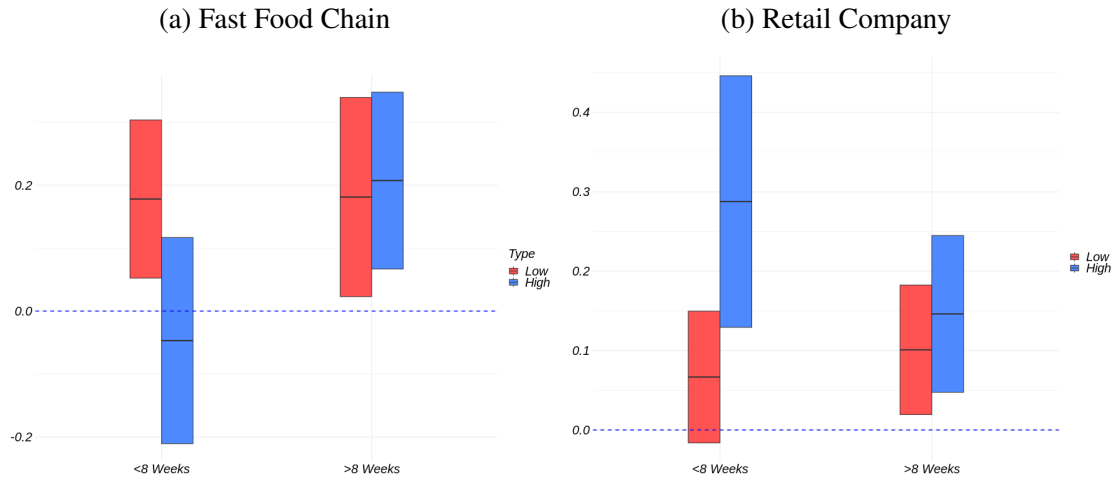 (a) Fast Food Chain
0.2
0.0
-0.2
<8 Weeks
>8 Weeks
Type
Low
High
(b) Retail Company
0.4
0.3
0.2
0.1
0.0
<8 Weeks
>8 Weeks
Low
High